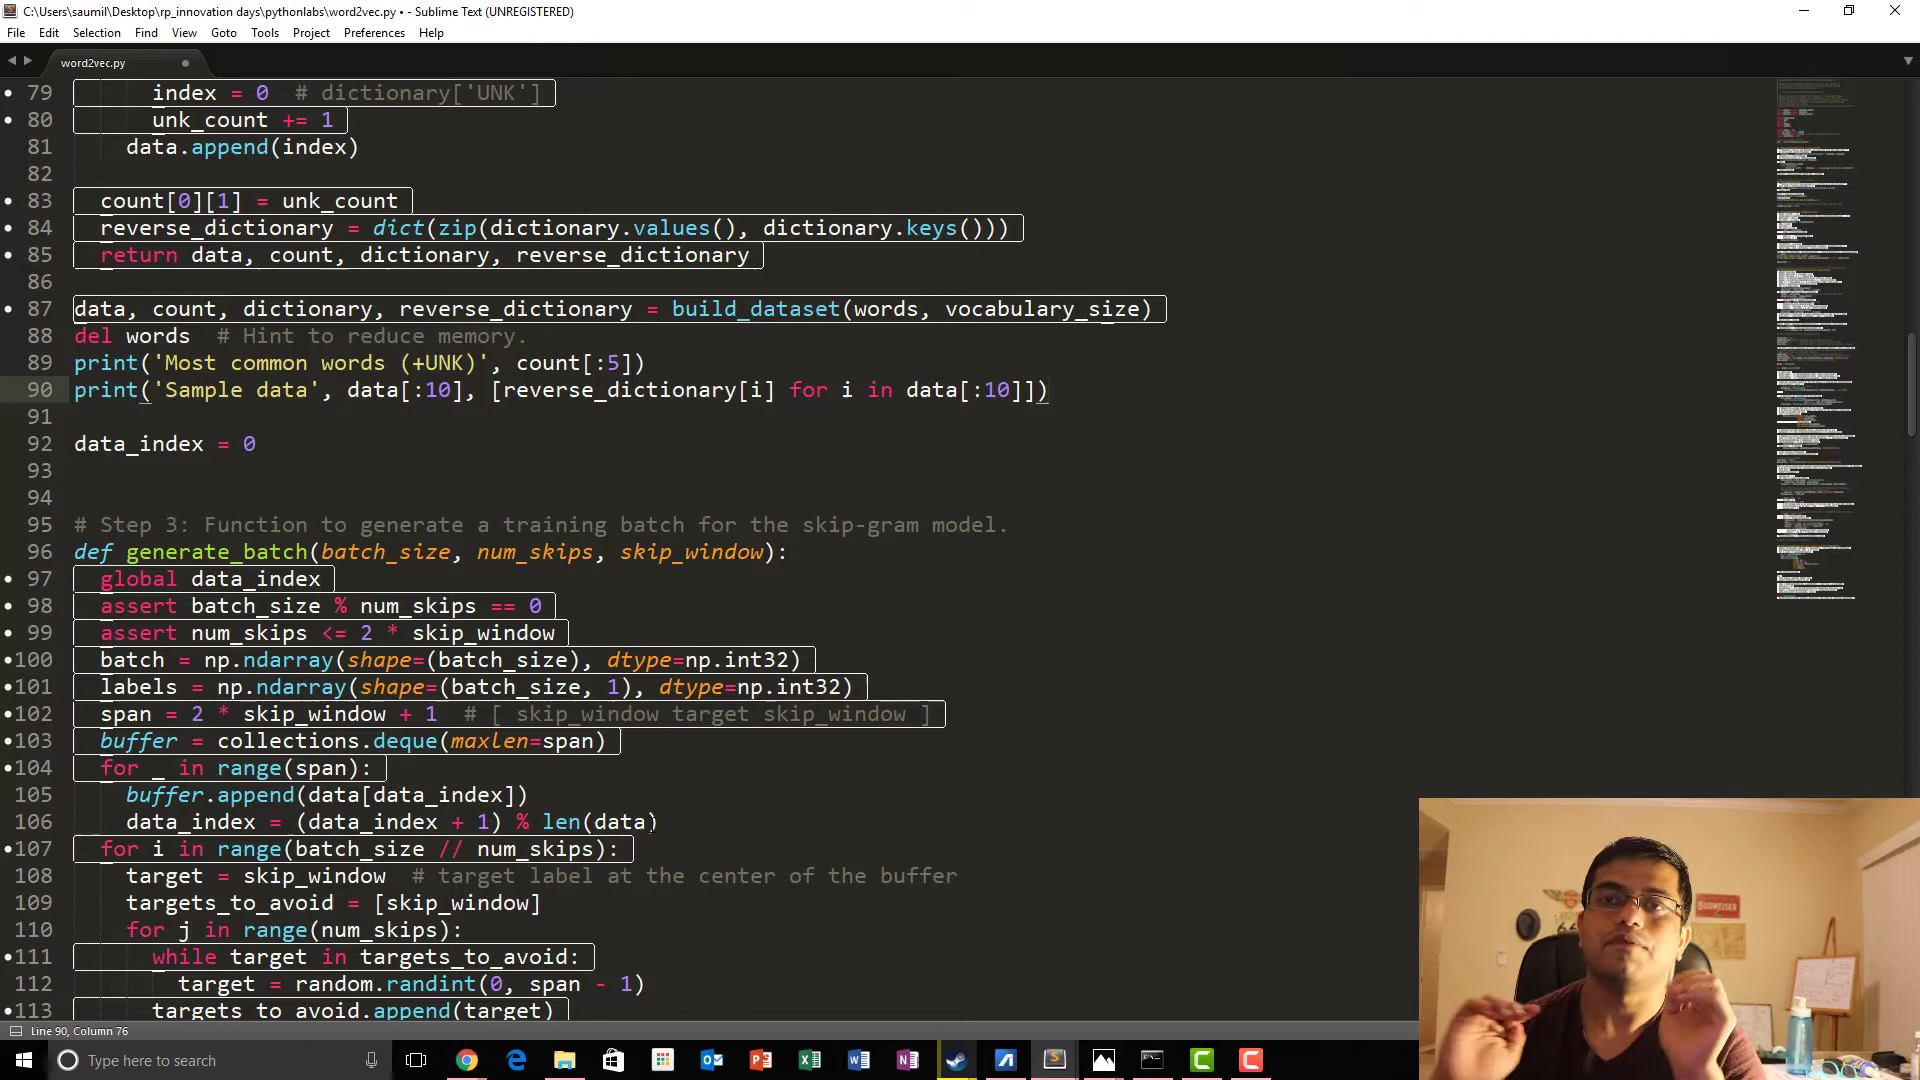 C:\Users\saumil\Desktop\rp_innovation days\pythonlabs\word2vec.py • - Sublime Text (UNREGISTERED)
File Edit Selection Find View Goto Tools Project Preferences Help
word2vec.py
79 index = 0 # dictionary['UNK']
80 unk_count += 1
81 data.append(index)
82
83 count[0][1] = unk_count
84 reverse_dictionary = dict(zip(dictionary.values(), dictionary.keys()))
85 return data, count, dictionary, reverse_dictionary
86
87 data, count, dictionary, reverse_dictionary = build_dataset(words, vocabulary_size)
88 del words # Hint to reduce memory.
89 print('Most common words (+UNK)', count[:5])
90 print('Sample data', data[:10], [reverse_dictionary[i] for i in data[:10]])
91
92 data_index = 0
93
94
95 # Step 3: Function to generate a training batch for the skip-gram model.
96 def generate_batch(batch_size, num_skips, skip_window):
97 global data_index
98 assert batch_size % num_skips == 0
99 assert num_skips <= 2 * skip_window
100 batch = np.ndarray(shape=(batch_size), dtype=np.int32)
101 labels = np.ndarray(shape=(batch_size, 1), dtype=np.int32)
102 span = 2 * skip_window + 1 # [ skip_window target skip_window ]
103 buffer = collections.deque(maxlen=span)
104 for _ in range(span):
105 buffer.append(data[data_index])
106 data_index = (data_index + 1) % len(data)
107 for i in range(batch_size // num_skips):
108 target = skip_window # target label at the center of the buffer
109 targets_to_avoid = [skip_window]
110 for j in range(num_skips):
111 while target in targets_to_avoid:
112 target = random.randint(0, span - 1)
113 targets_to_avoid.append(target)
BUDWEISER
Line 90, Column 76
Type here to search